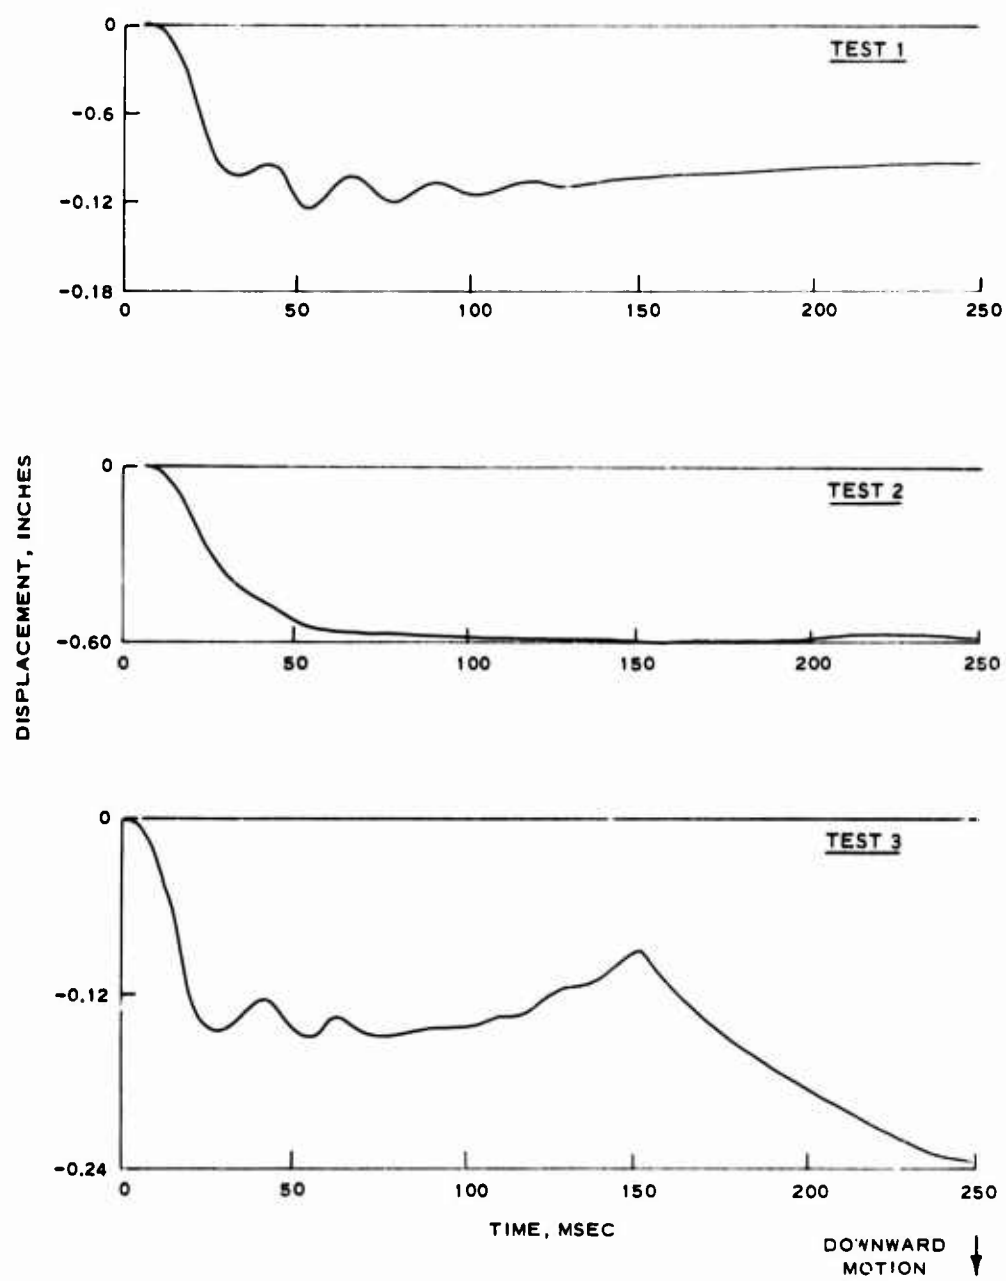 0
TEST 1
-0.6
-0.12
-0.18
0 50 100 150 200 250
DISPLACEMENT, INCHES
0
TEST 2
-0.60
0 50 100 150 200 250
0
TEST 3
-0.12
-0.24
0 50 100 150 200 250
TIME, MSEC
DOWNWARD
MOTION